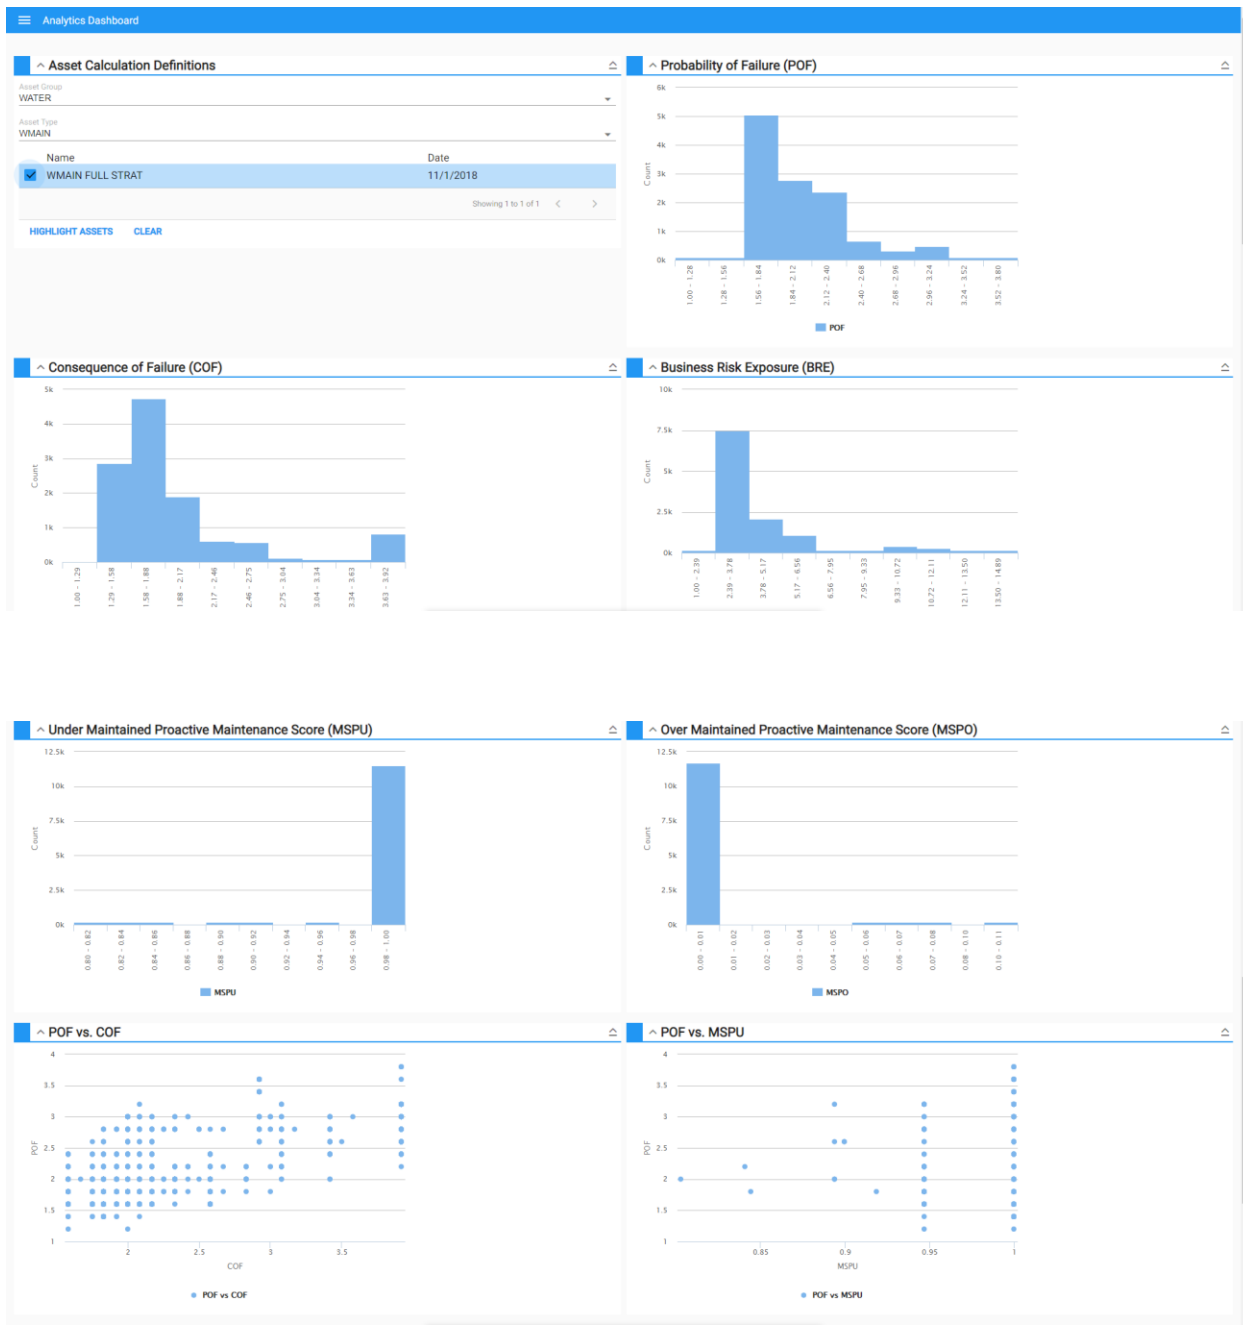 Analytics Dashboard
Asset Calculation Definitions
Asset Group
WATER
Asset Type
WMAIN
Name Date
WMAIN FULL STRAT 11/1/2018
Showing 1 to 1 of 1
HIGHLIGHT ASSETS CLEAR
Probability of Failure (POF)
6k
5k
4k
3k
2k
1k
0k
Count
1.00 - 1.28
1.28 - 1.56
1.56 - 1.84
1.84 - 2.12
2.12 - 2.40
2.40 - 2.68
2.68 - 2.96
2.96 - 3.24
3.24 - 3.52
3.52 - 3.80
POF
Consequence of Failure (COF)
5k
4k
3k
2k
1k
0k
Count
1.00 - 1.29
1.29 - 1.58
1.58 - 1.88
1.88 - 2.17
2.17 - 2.46
2.46 - 2.75
2.75 - 3.04
3.04 - 3.34
3.34 - 3.63
3.63 - 3.92
Business Risk Exposure (BRE)
10k
7.5k
5k
2.5k
0k
Count
1.00 - 2.39
2.39 - 3.78
3.78 - 5.17
5.17 - 6.56
6.56 - 7.95
7.95 - 9.33
9.33 - 10.72
10.72 - 12.11
12.11 - 13.50
13.50 - 14.89
Under Maintained Proactive Maintenance Score (MSPU)
12.5k
10k
7.5k
5k
2.5k
0k
Count
0.80 - 0.82
0.82 - 0.84
0.84 - 0.86
0.86 - 0.88
0.88 - 0.90
0.90 - 0.92
0.92 - 0.94
0.94 - 0.96
0.96 - 0.98
0.98 - 1.00
MSPU
Over Maintained Proactive Maintenance Score (MSPO)
12.5k
10k
7.5k
5k
2.5k
0k
Count
0.00 - 0.01
0.01 - 0.02
0.02 - 0.03
0.03 - 0.04
0.04 - 0.05
0.05 - 0.06
0.06 - 0.07
0.07 - 0.08
0.08 - 0.10
0.10 - 0.11
MSPO
POF vs. COF
4
3.5
3
2.5
2
1.5
1
POF
2 2.5 3 3.5
COF
POF vs COF
POF vs. MSPU
4
3.5
3
2.5
2
1.5
1
POF
0.85 0.9 0.95 1
MSPU
POF vs MSPU